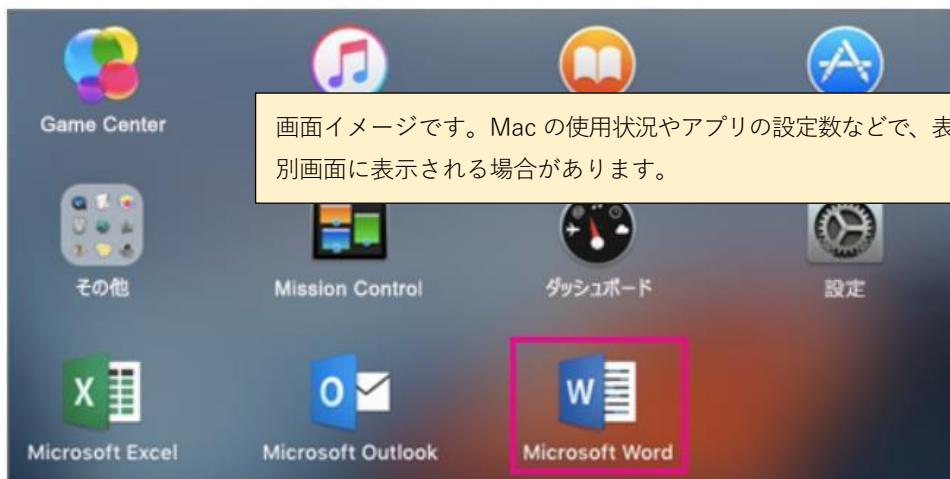 Game Center
画面イメージです。Mac の使用状況やアプリの設定数などで、表
別画面に表示される場合があります。
その他
Mission Control
ダッシュボード
設定
X
O
W
Microsoft Excel
Microsoft Outlook
Microsoft Word